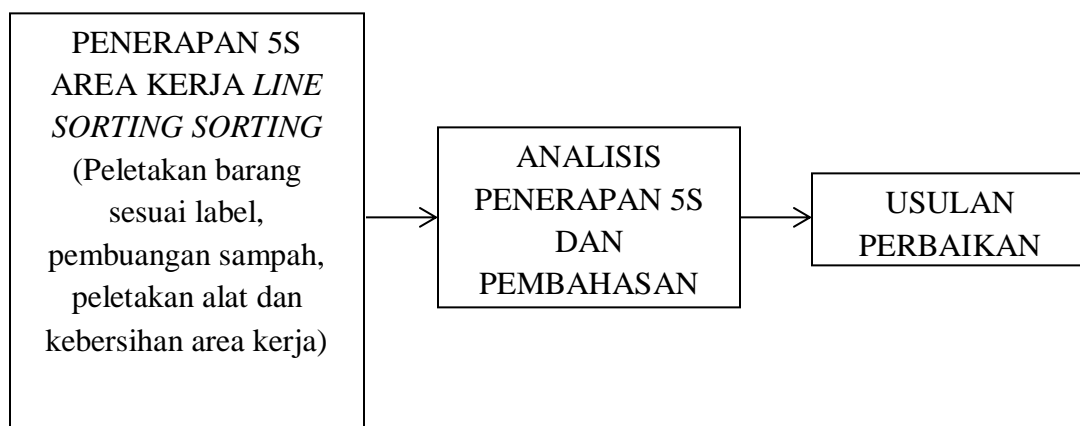 PENERAPAN 5S
AREA KERJA LINE
SORTING SORTING
(Peletakan barang
sesuai label,
pembuangan sampah,
peletakan alat dan
kebersihan area kerja)
ANALISIS
PENERAPAN 5S
DAN
PEMBAHASAN
USULAN
PERBAIKAN